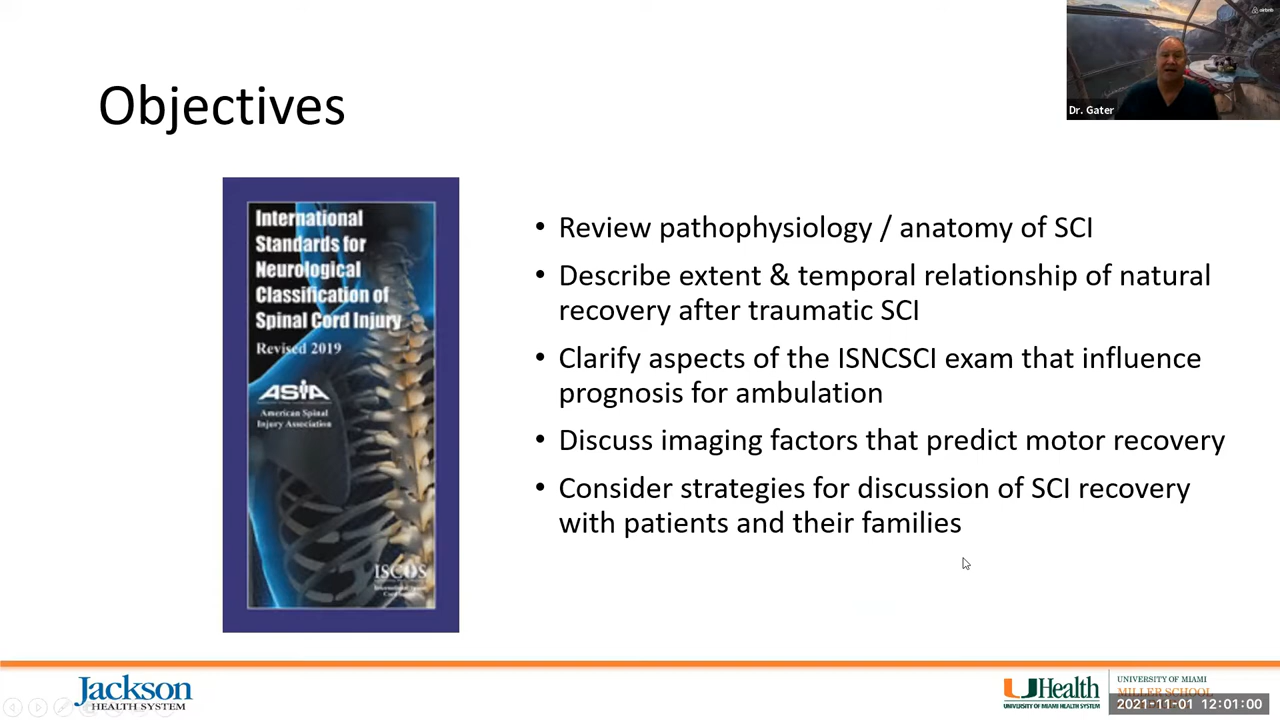 airbnb
Dr. Gater
Objectives
International
Standards for
Neurological
Classification of
Spinal Cord Injury
Revised 2019
ASIA
American Spinal
Injury Association
ISCOS
• Review pathophysiology / anatomy of SCI
• Describe extent & temporal relationship of natural
recovery after traumatic SCI
• Clarify aspects of the ISNCSCI exam that influence
prognosis for ambulation
• Discuss imaging factors that predict motor recovery
• Consider strategies for discussion of SCI recovery
with patients and their families
Jackson
HEALTH SYSTEM
UHealth
UNIVERSITY OF MIAMI HEALTH SYSTEM
UNIVERSITY OF MIAMI
MILLER SCHOOL
2021-11-01 12:01:00